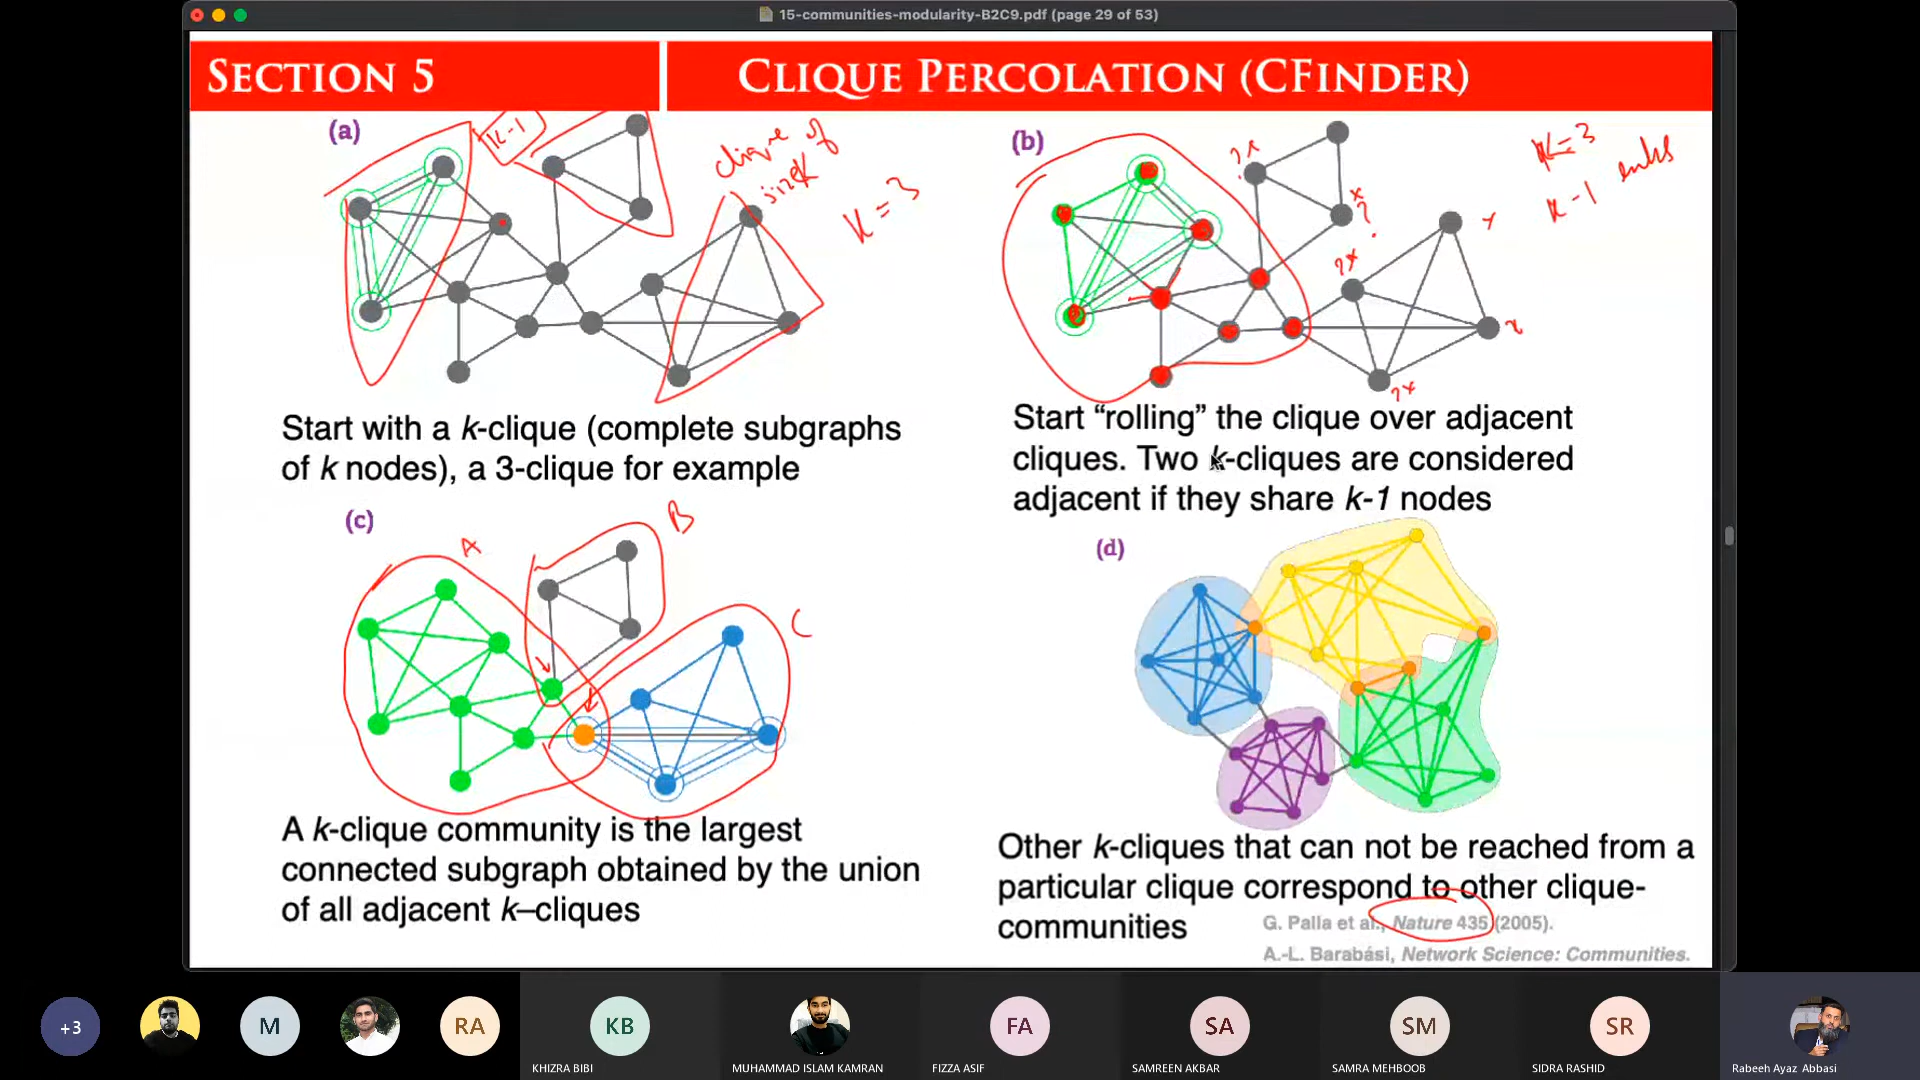 15-communities-modularity-B2C9.pdf (page 29 of 53)
SECTION 5
CLIQUE PERCOLATION (CFINDER)
(a)
K-1
clique of
size K
K = 3
(b)
K=3
K-1
? x
x
?
? x
x
x
? x
Start with a k-clique (complete subgraphs
of k nodes), a 3-clique for example
Start “rolling” the clique over adjacent
cliques. Two k-cliques are considered
adjacent if they share k-1 nodes
(c)
A
B
C
(d)
A k-clique community is the largest
connected subgraph obtained by the union
of all adjacent k–cliques
Other k-cliques that can not be reached from a
particular clique correspond to other clique-
communities
G. Palla et al., Nature 435 (2005).
A.-L. Barabási, Network Science: Communities.
+3
M
RA
KB
KHIZRA BIBI
MUHAMMAD ISLAM KAMRAN
FA
FIZZA ASIF
SA
SAMREEN AKBAR
SM
SAMRA MEHBOOB
SR
SIDRA RASHID
Rabeeh Ayaz Abbasi